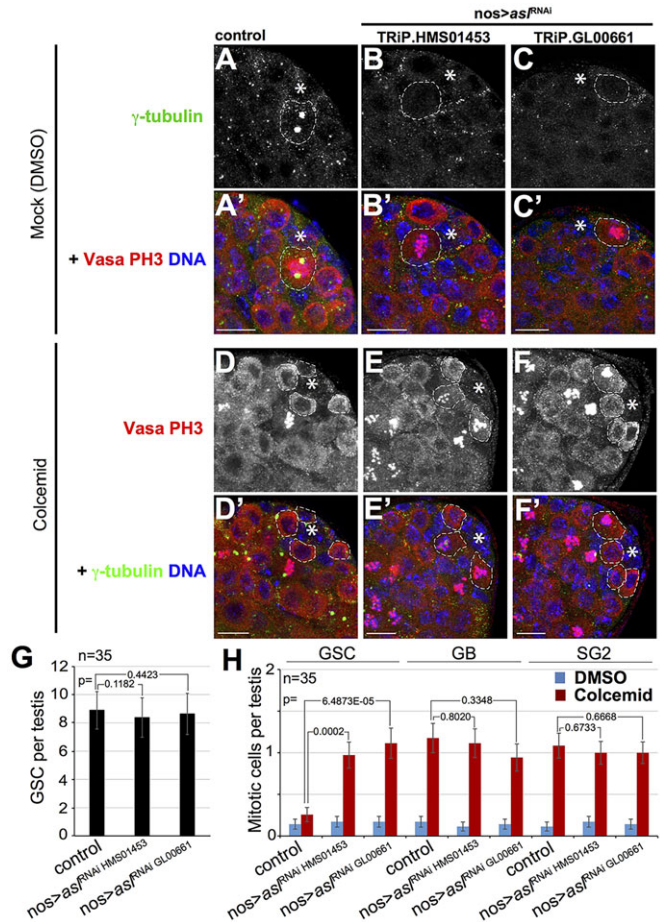 nos>asl^RNAi
control TRiP.HMS01453 TRiP.GL00661
A B C
*
*
*
γ-tubulin
Mock (DMSO)
A' B' C'
*
*
*
+ Vasa PH3 DNA
D E F
*
*
*
Vasa PH3
Colcemid
D' E' F'
*
*
*
+ γ-tubulin DNA
G
n=35
p=
0.4423
0.1182
GSC per testis
12
10
8
6
4
2
0
control
nos>asl^RNAi HMS01453
nos>asl^RNAi GL00661
H
GSC GB SG2
n=35
DMSO
Colcemid
p=
6.4873E-05
0.0002
0.3348
0.8020
0.6668
0.6733
Mitotic cells per testis
2
1
0
control
nos>asl^RNAi HMS01453
nos>asl^RNAi GL00661
control
nos>asl^RNAi HMS01453
nos>asl^RNAi GL00661
control
nos>asl^RNAi HMS01453
nos>asl^RNAi GL00661